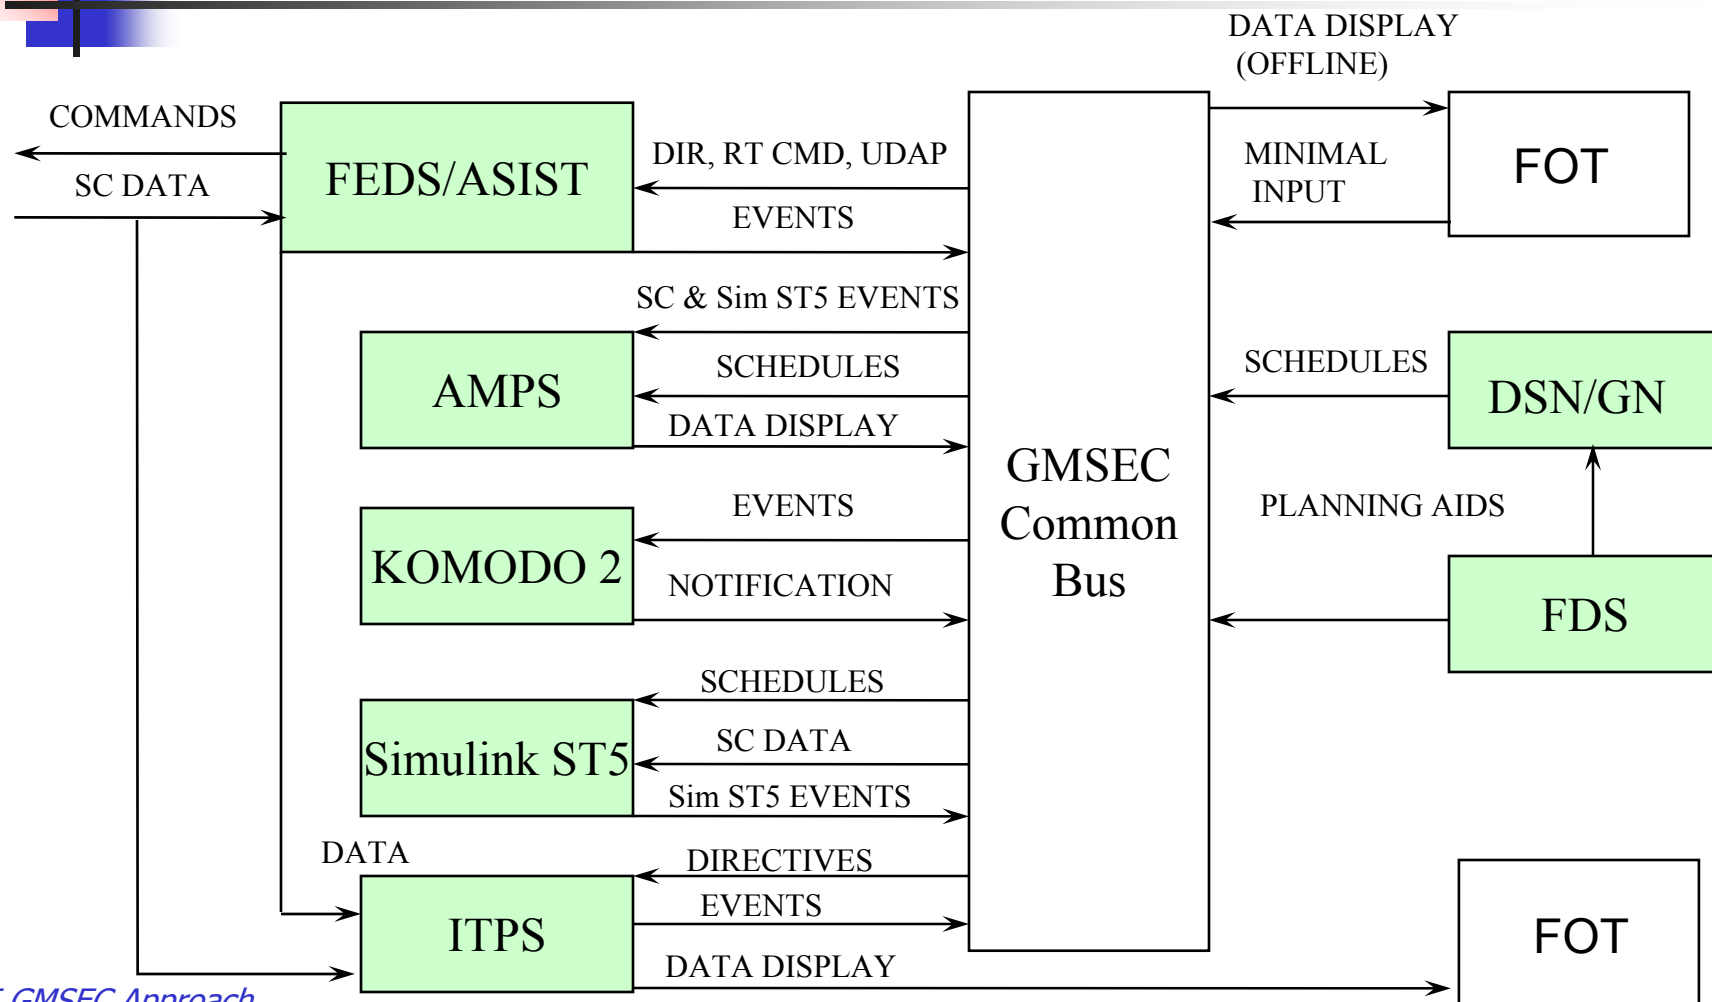 DATA DISPLAY
(OFFLINE)
COMMANDS
SC DATA
FEDS/ASIST
DIR, RT CMD, UDAP
EVENTS
MINIMAL
INPUT
FOT
SC & Sim ST5 EVENTS
AMPS
SCHEDULES
DATA DISPLAY
SCHEDULES
DSN/GN
GMSEC
Common
Bus
EVENTS
KOMODO 2
NOTIFICATION
PLANNING AIDS
FDS
SCHEDULES
Simulink ST5
SC DATA
Sim ST5 EVENTS
DATA
DIRECTIVES
ITPS
EVENTS
DATA DISPLAY
FOT
GMSEC Approach